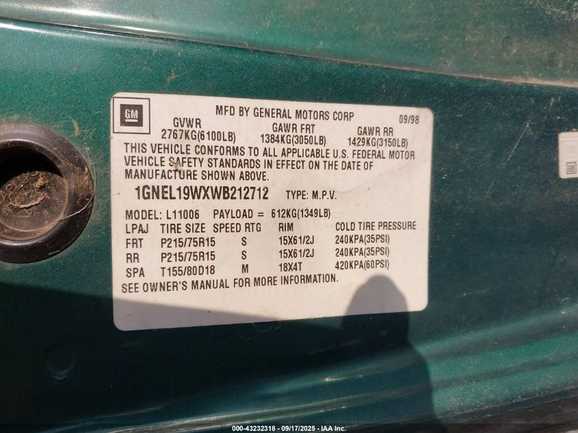 GM
MFD BY GENERAL MOTORS CORP 09/98
GVWR GAWR FRT GAWR RR
2767KG(6100LB) 1384KG(3050LB) 1429KG(3150LB)
THIS VEHICLE CONFORMS TO ALL APPLICABLE U.S. FEDERAL MOTOR
VEHICLE SAFETY STANDARDS IN EFFECT ON THE DATE OF
MANUFACTURE SHOWN ABOVE.
1GNEL19WXWB212712 TYPE: M.P.V.
MODEL: L11006 PAYLOAD = 612KG(1349LB)
LPAJ TIRE SIZE SPEED RTG RIM COLD TIRE PRESSURE
FRT P215/75R15 S 15X61/2J 240KPA(35PSI)
RR P215/75R15 S 15X61/2J 240KPA(35PSI)
SPA T155/80D18 M 18X4T 420KPA(60PSI)
SEE OWNER'S MANUAL FOR MORE INFORMATION.
000-43232318 - 09/17/2025 - IAA Inc.